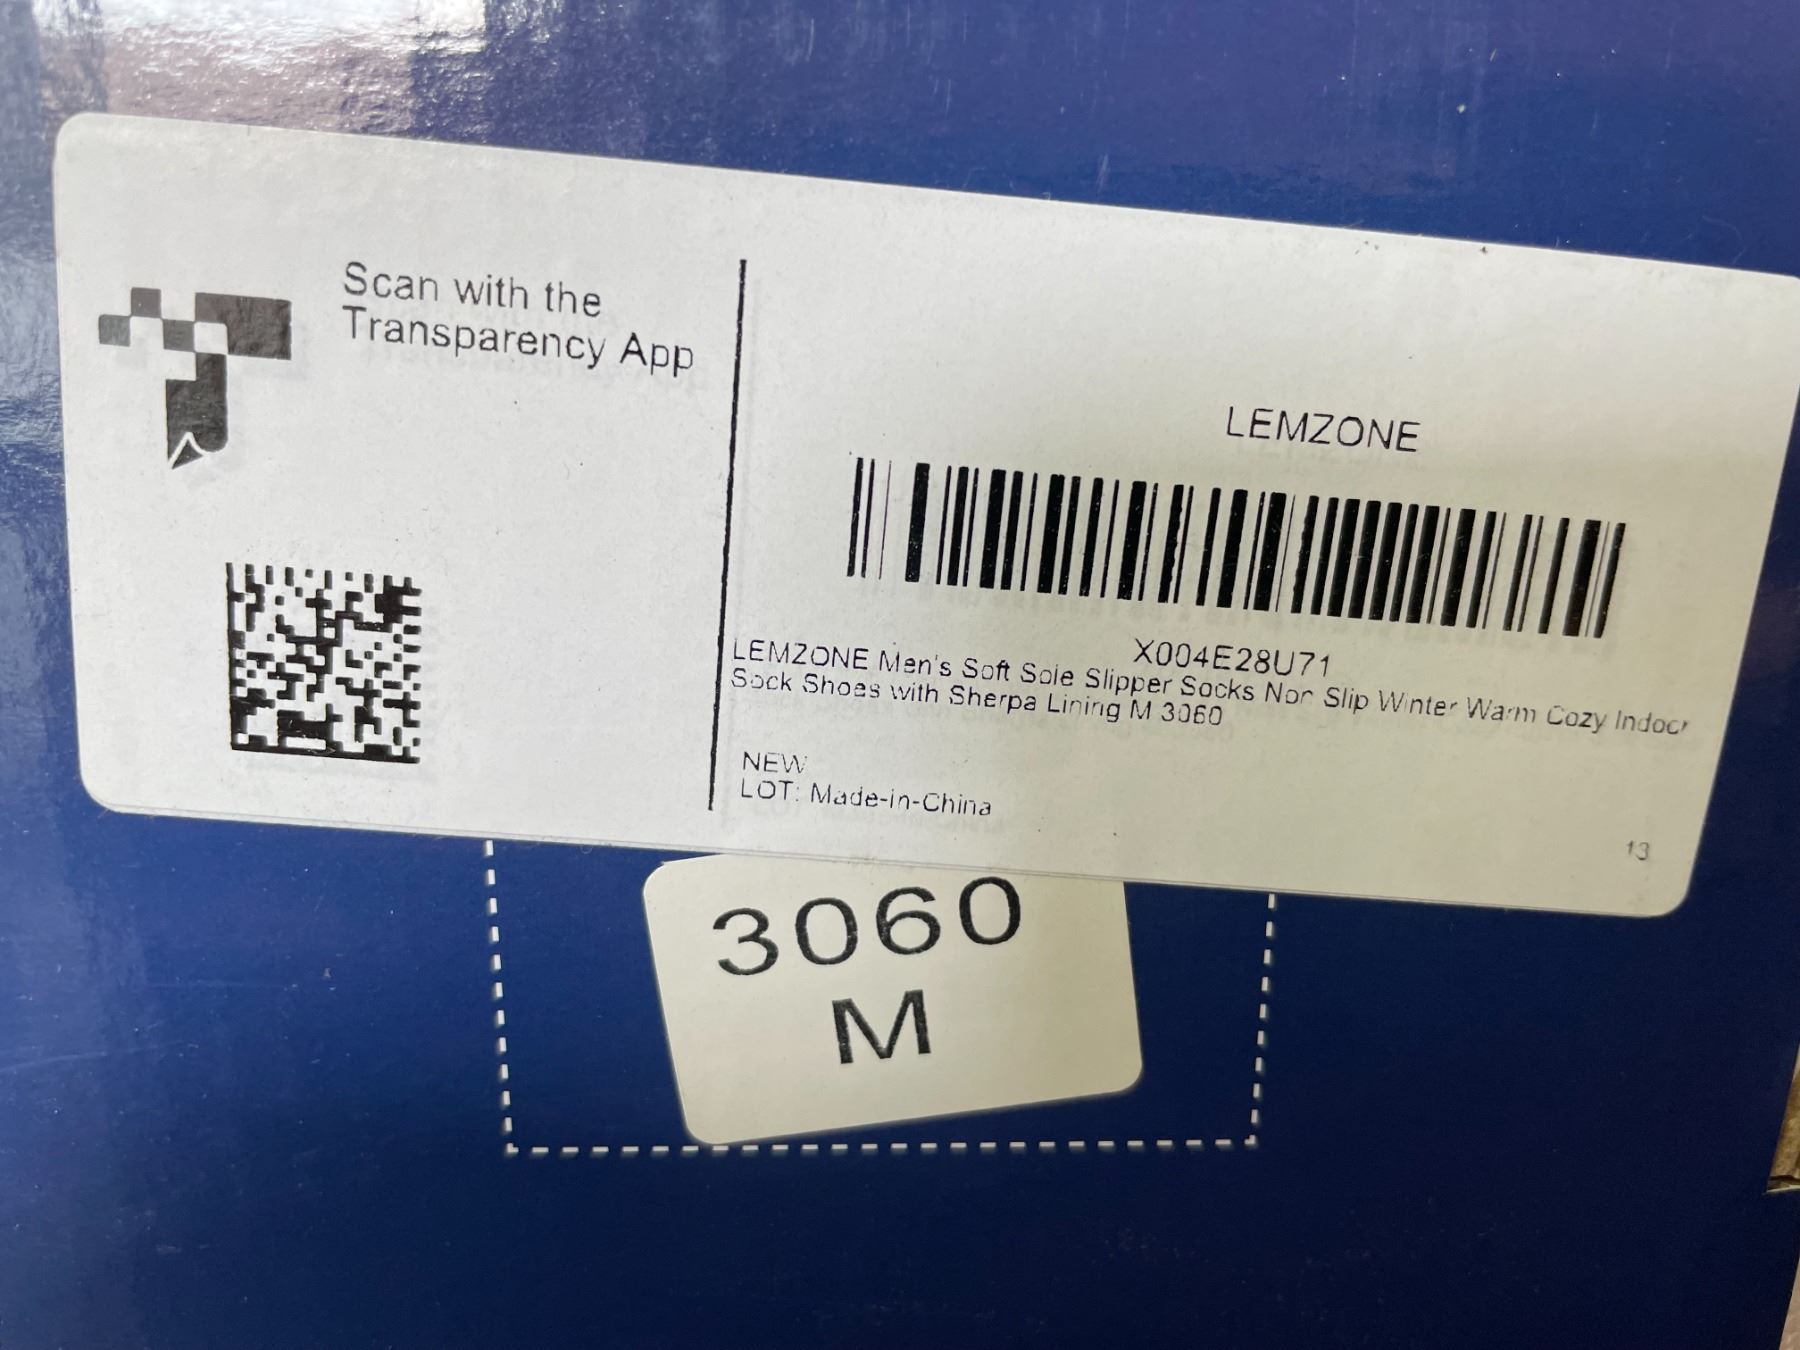 Scan with the
Transparency App
LEMZONE
X004E28U71
LEMZONE Men's Soft Sole Slipper Socks Non Slip Winter Warm Cozy Indoor
Sock Shoes with Sherpa Lining M 3060
NEW
LOT: Made-in-China
13
3060
M